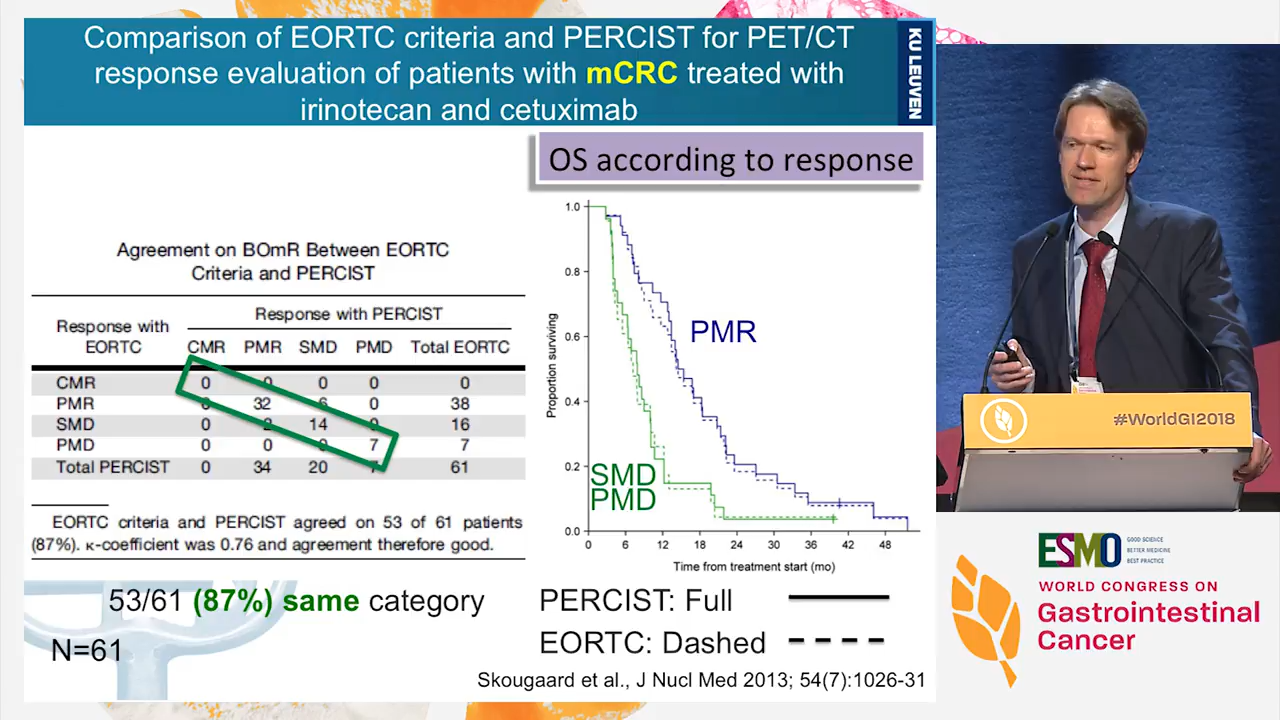 Comparison of EORTC criteria and PERCIST for PET/CT
response evaluation of patients with mCRC treated with
irinotecan and cetuximab
KU LEUVEN
OS according to response
Agreement on BOmR Between EORTC
Criteria and PERCIST
Response with PERCIST
Response with
EORTC
CMR PMR SMD PMD Total EORTC
CMR 0 0 0 0 0
PMR 0 32 6 0 38
SMD 2 14 0 16
PMD 0 0 0 7 7
Total PERCIST 0 34 20 7 61
EORTC criteria and PERCIST agreed on 53 of 61 patients
(87%). κ-coefficient was 0.76 and agreement therefore good.
53/61 (87%) same category
N=61
Proportion surviving
1.0
0.8
0.6
0.4
0.2
0.0
0 6 12 18 24 30 36 42 48
Time from treatment start (mo)
PMR
SMD
PMD
PERCIST: Full
EORTC: Dashed
Skougaard et al., J Nucl Med 2013; 54(7):1026-31
#WorldGI2018
ESMO
GOOD SCIENCE
BETTER MEDICINE
BEST PRACTICE
WORLD CONGRESS ON
Gastrointestinal
Cancer